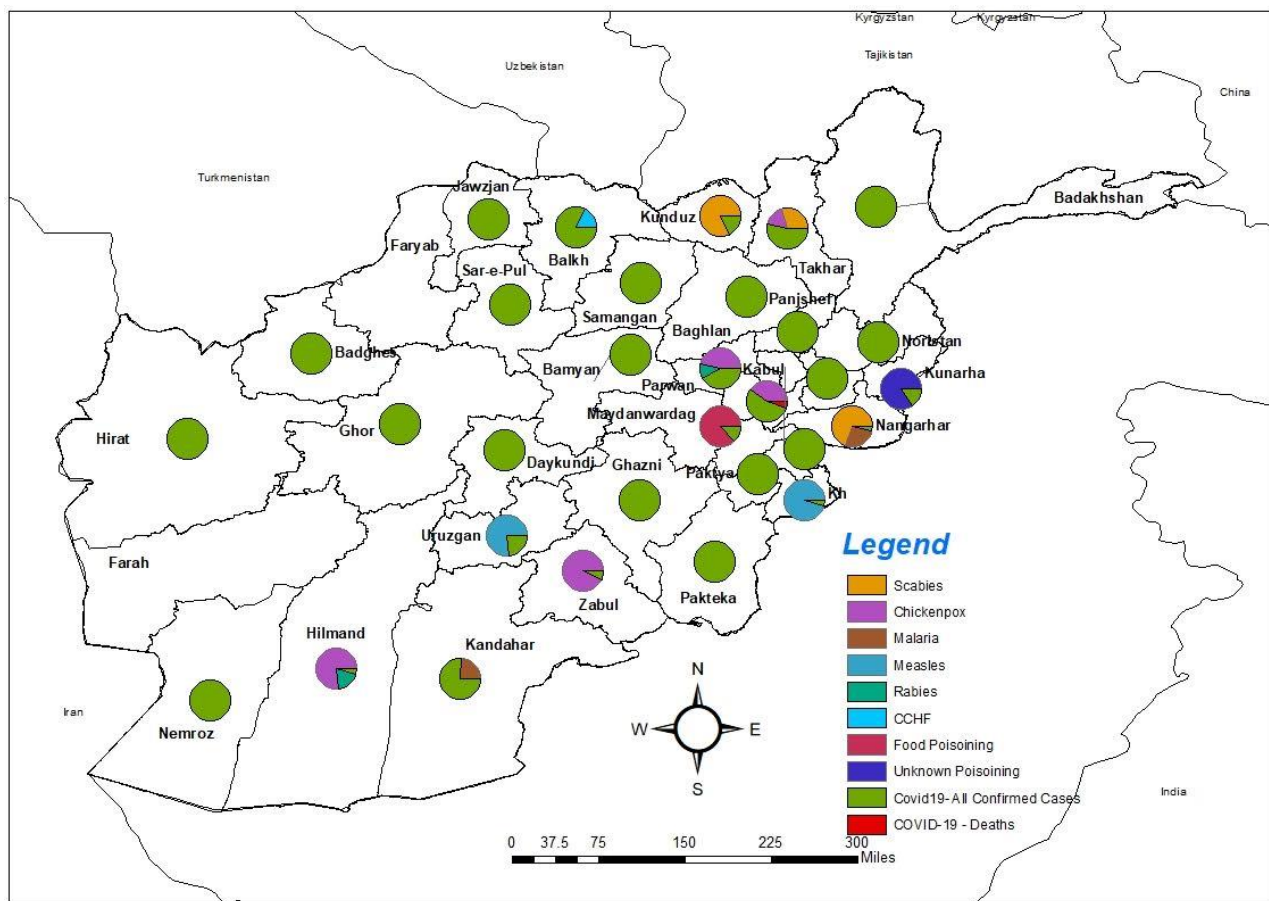 Kyrgyzstan
Kyrgyzstan
Uzbekistan
Tajikistan
China
Turkmenistan
Jawzjan
Kunduz
Badakhshan
Faryab
Balkh
Takhar
Sar-e-Pul
Samangan
Panjsher
Baghlan
Badghes
Noristan
Bamyan
Parwan
Kabul
Kunarha
Maydanwardag
Nangarhar
Hirat
Ghor
Daykundi
Ghazni
Paktya
Kh
Uruzgan
Farah
Zabul
Pakteka
Hilmand
Kandahar
Iran
Nemroz
India
N
W
E
S
Legend
Scabies
Chickenpox
Malaria
Measles
Rabies
CCHF
Food Poisoining
Unknown Poisoining
Covid19-All Confirmed Cases
COVID-19 - Deaths
0 37.5 75 150 225 300
Miles